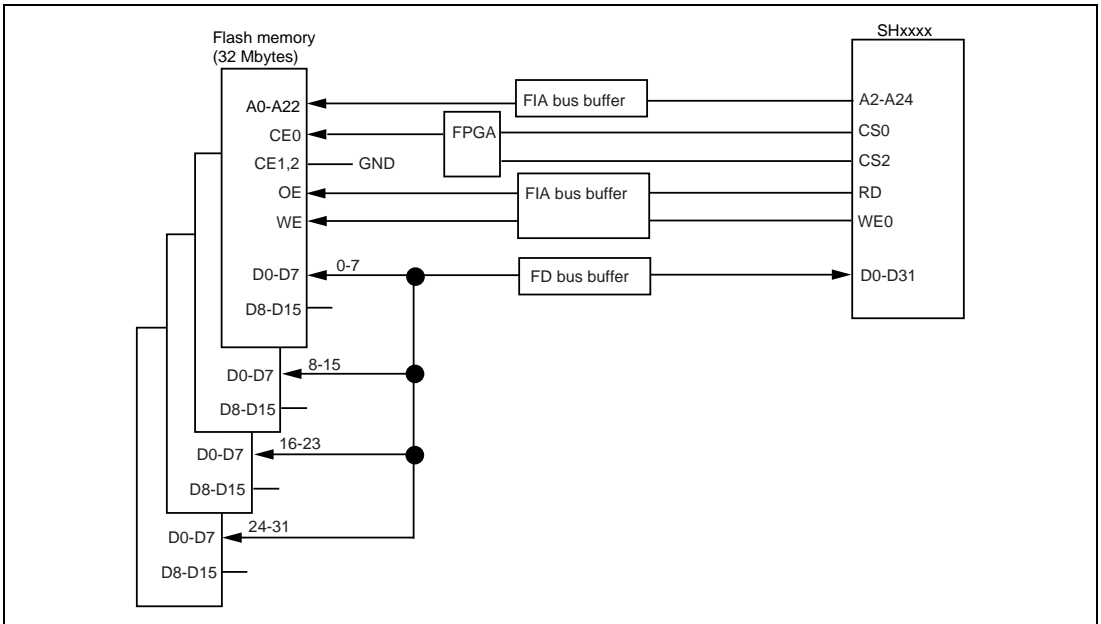 Flash memory
(32 Mbytes)
SHxxxx
A0-A22
FIA bus buffer
A2-A24
CE0
FPGA
CS0
CE1,2
GND
CS2
OE
FIA bus buffer
RD
WE
WE0
D0-D7
0-7
FD bus buffer
D0-D31
D8-D15
D0-D7
8-15
D8-D15
D0-D7
16-23
D8-D15
D0-D7
24-31
D8-D15